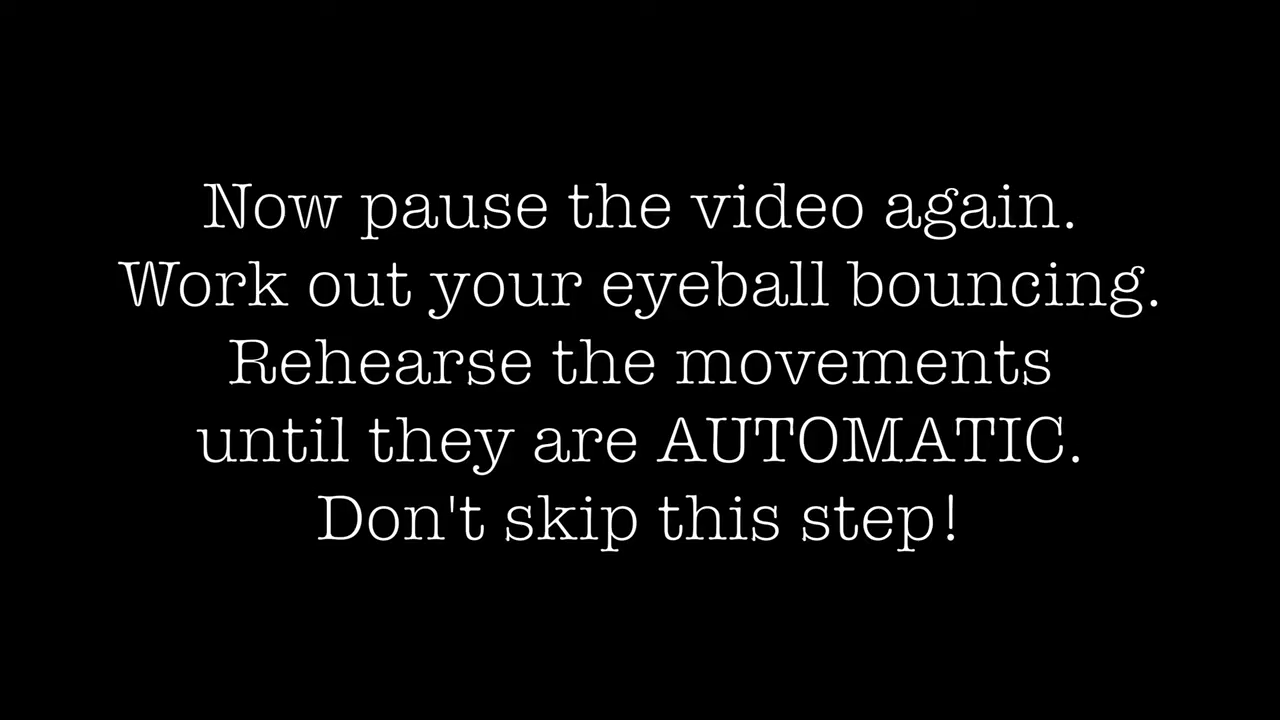 Now pause the video again.
Work out your eyeball bouncing.
Rehearse the movements
until they are AUTOMATIC.
Don't skip this step!